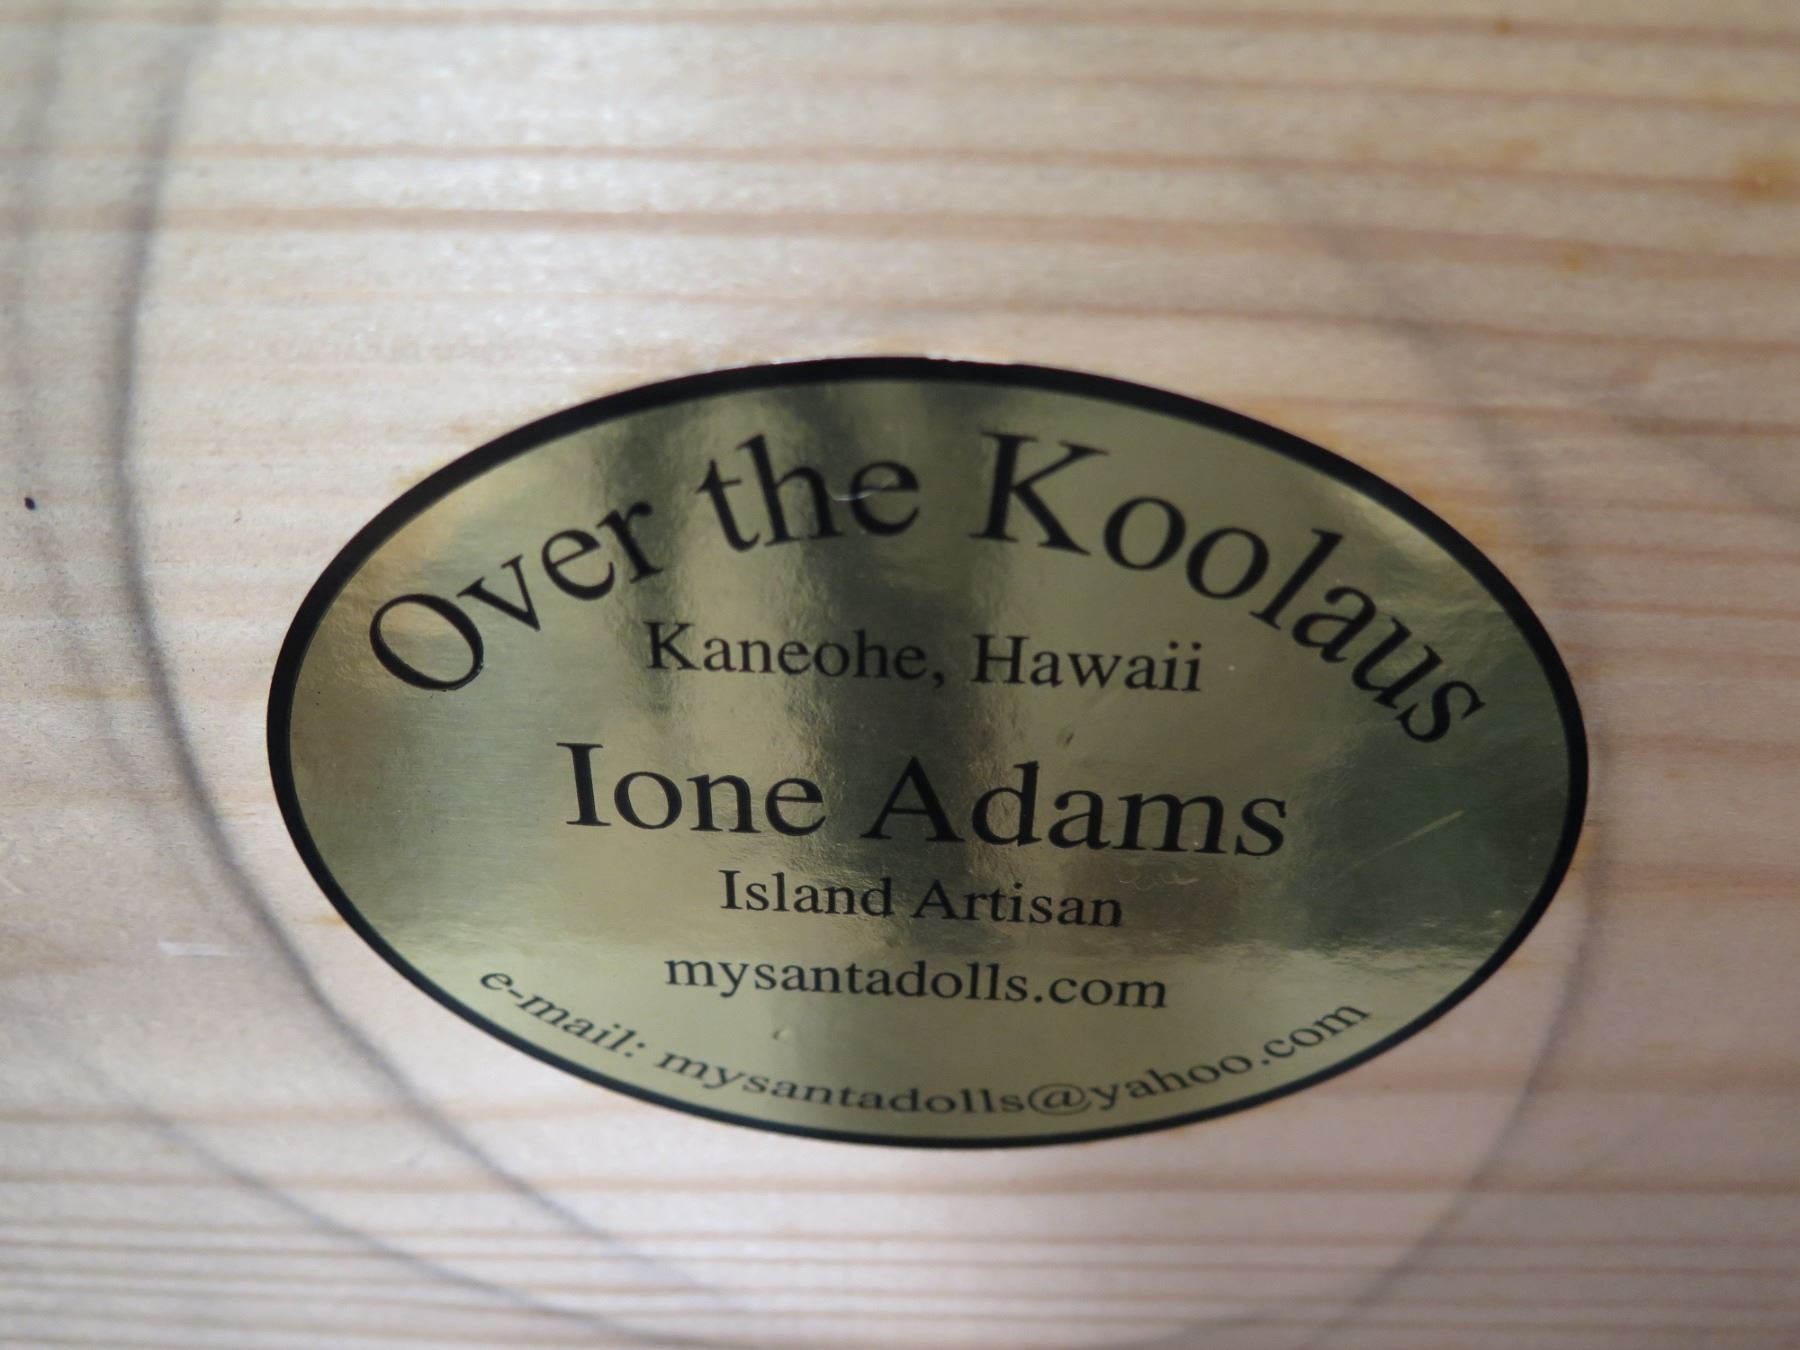 Over the Koolaus
Kaneohe, Hawaii
Ione Adams
Island Artisan
mysantadolls.com
e-mail: mysantadolls@yahoo.com